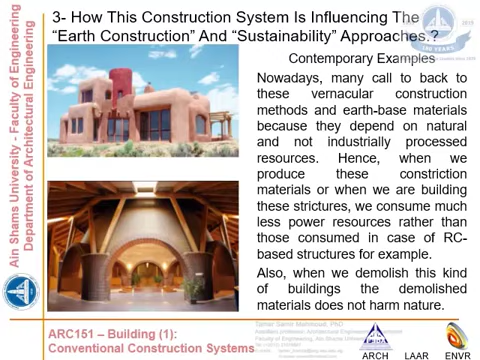 3- How This Construction System Is Influencing The
"Earth Construction" And "Sustainability" Approaches.?
Contemporary Examples
Nowadays, many call to back to
these vernacular construction
methods and earth-base materials
because they depend on natural
and not industrially processed
resources. Hence, when we
produce these constriction
materials or when we are building
these strictures, we consume much
less power resources rather than
those consumed in case of RC-
based structures for example.
Also, when we demolish this kind
of buildings the demolished
materials does not harm nature.
Ain Shams University - Faculty of Engineering
Department of Architectural Engineering
ARC151 – Building (1):
Conventional Construction Systems
ARCH LAAR ENVR